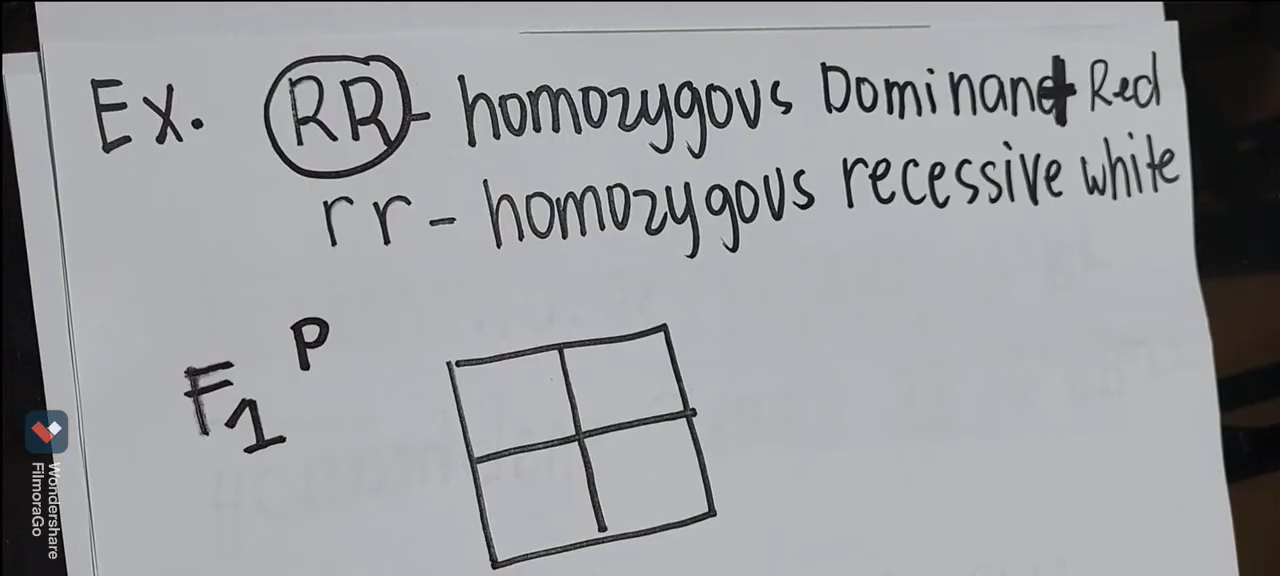 Ex. RR- homozygous Dominant Red
rr- homozygous recessive white
P
F1
Wondershare
FilmoraGo